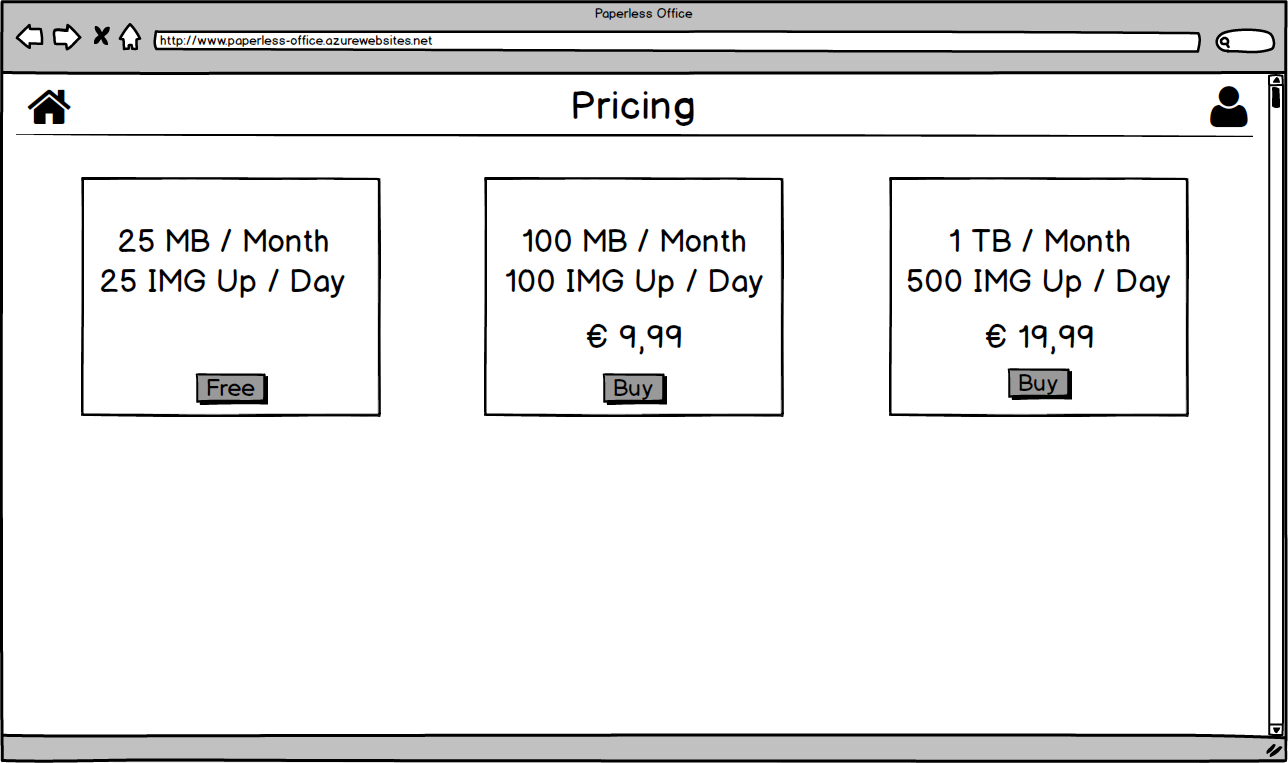 Paperless Office
http://www.paperless-office.azurewebsites.net
Pricing
25 MB / Month
25 IMG Up / Day
Free
100 MB / Month
100 IMG Up / Day
€ 9,99
Buy
1 TB / Month
500 IMG Up / Day
€ 19,99
Buy